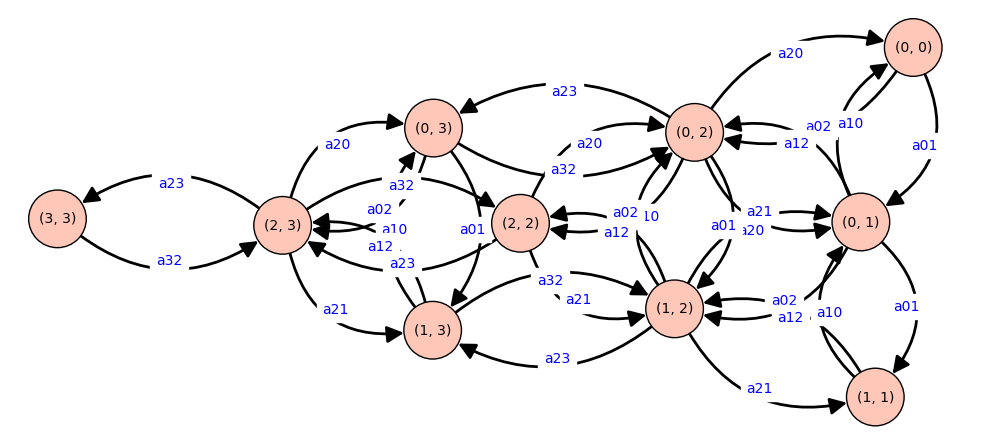 (0, 0)
a20
a23
a02
a10
a12
(0, 3)
(0, 2)
a01
a20
a20
a32
a23
a32
(3, 3)
a02
a02
10
a21
(2, 3)
(2, 2)
(0, 1)
a10
a01
a12
a01
a20
a12
a32
a23
a32
a21
a21
a02
a10
a01
a12
(1, 3)
(1, 2)
a23
a21
(1, 1)